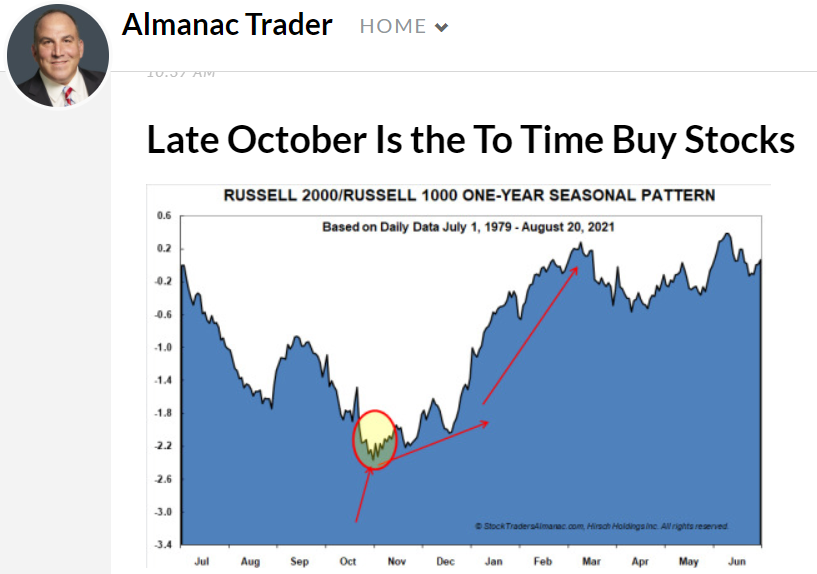 Almanac Trader HOME
10:37 AM
Late October Is the To Time Buy Stocks
RUSSELL 2000/RUSSELL 1000 ONE-YEAR SEASONAL PATTERN
Based on Daily Data July 1, 1979 - August 20, 2021
0.6
0.2
-0.2
-0.6
-1.0
-1.4
-1.8
-2.2
-2.6
-3.0
-3.4
© StockTradersAlmanac.com, Hirsch Holdings Inc. All rights reserved.
Jul Aug Sep Oct Nov Dec Jan Feb Mar Apr May Jun